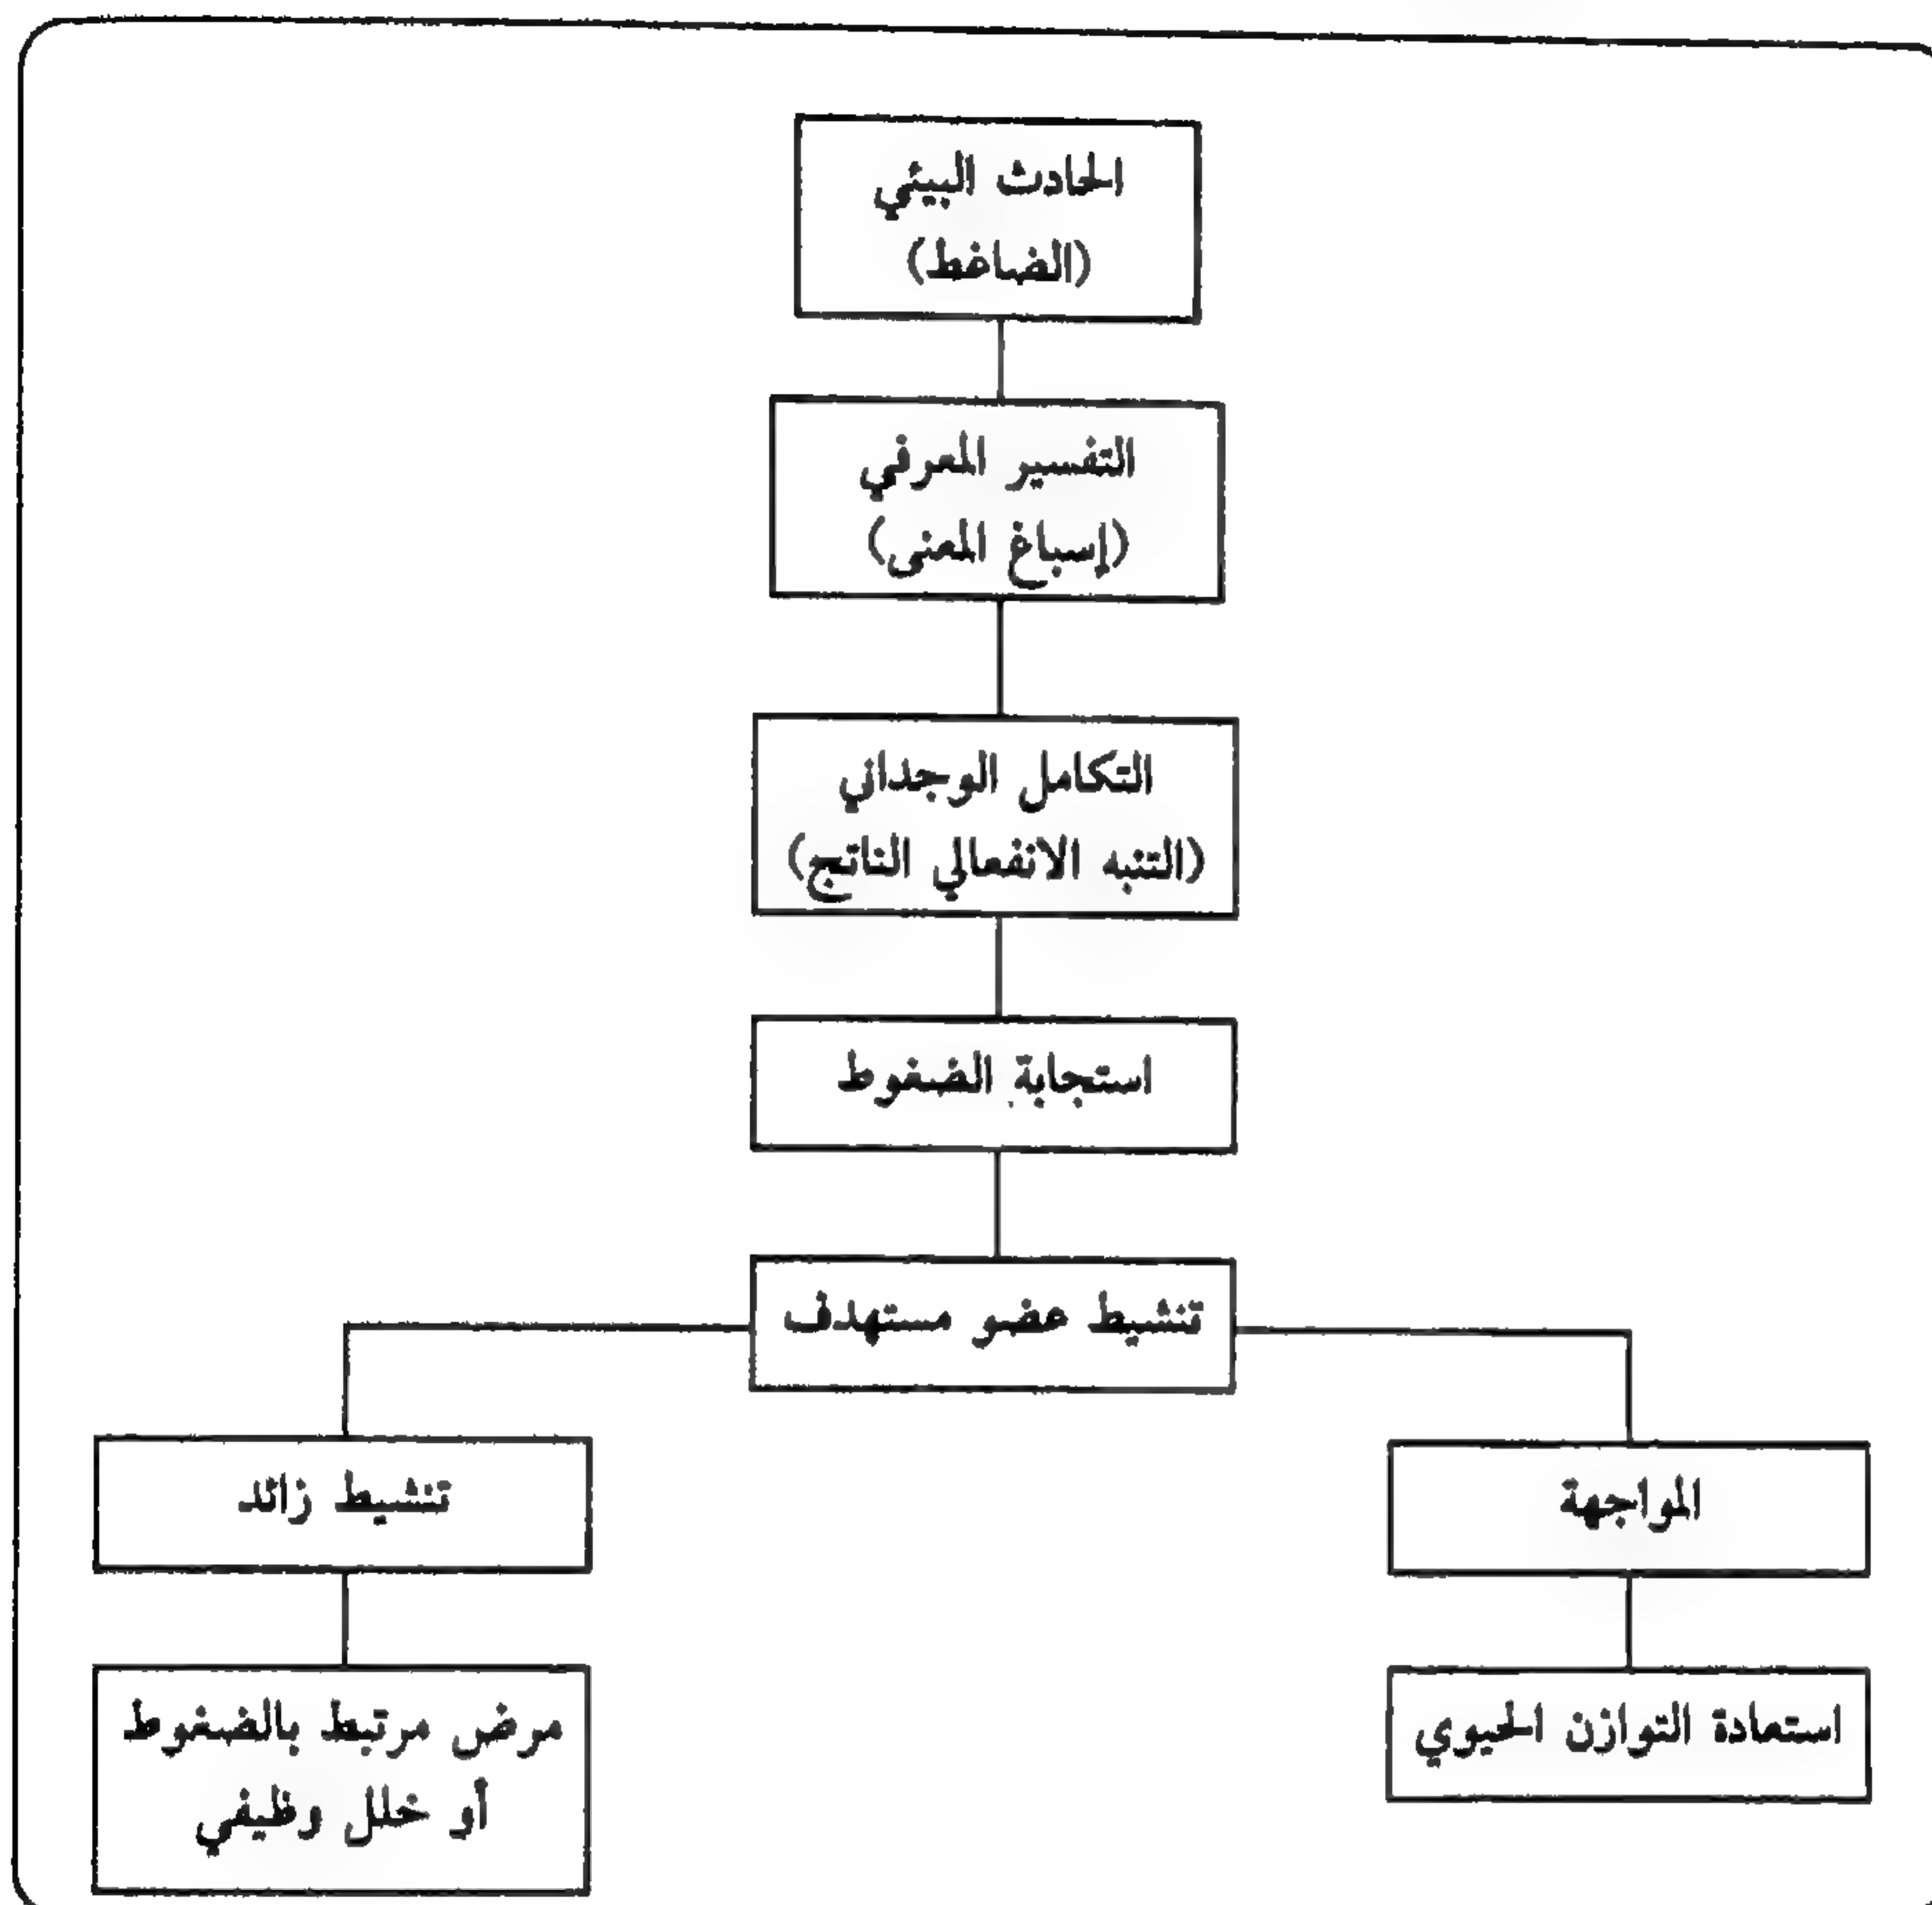 الحادث البيئي
(الضاغط)
التفسير المعرفي
(إسباغ المعنى)
التكامل الوجداني
(التنبه الانفعالي الناتج)
استجابة الضغوط
تنشيط عضو مستهدف
المواجهة
تنشيط زائد
استعادة التوازن الحيوي
مرض مرتبط بالضغوط
أو خلل وظيفي